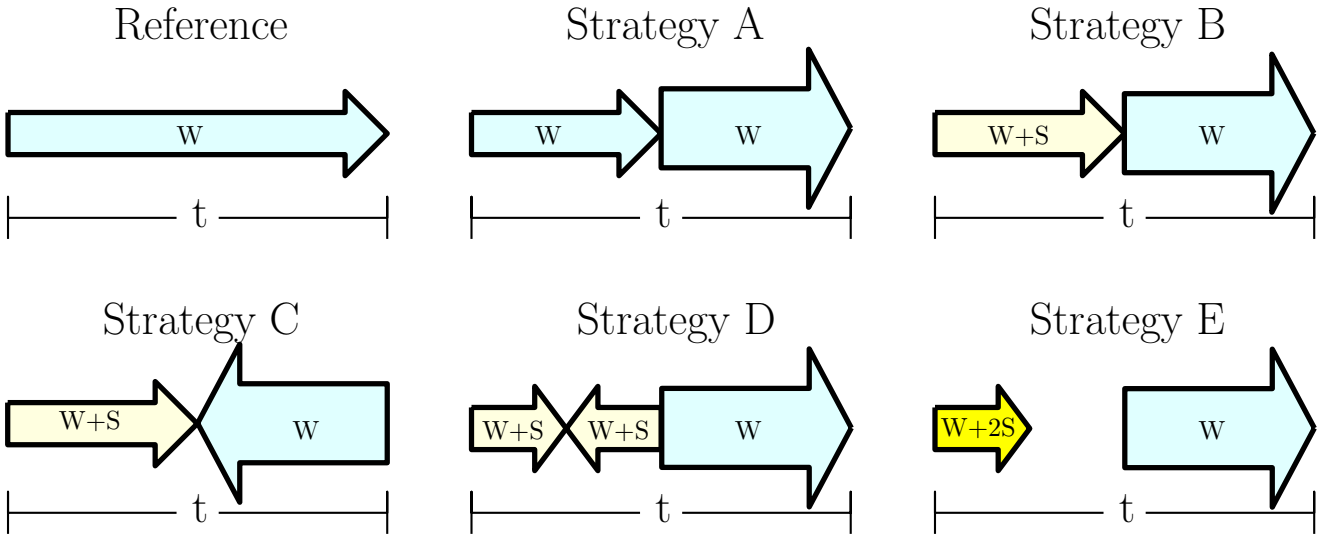 Reference
Strategy A
Strategy B
W
W
W
W+S
W
t
t
t
Strategy C
Strategy D
Strategy E
W+S
W
W+S
W+S
W
W+2S
W
t
t
t